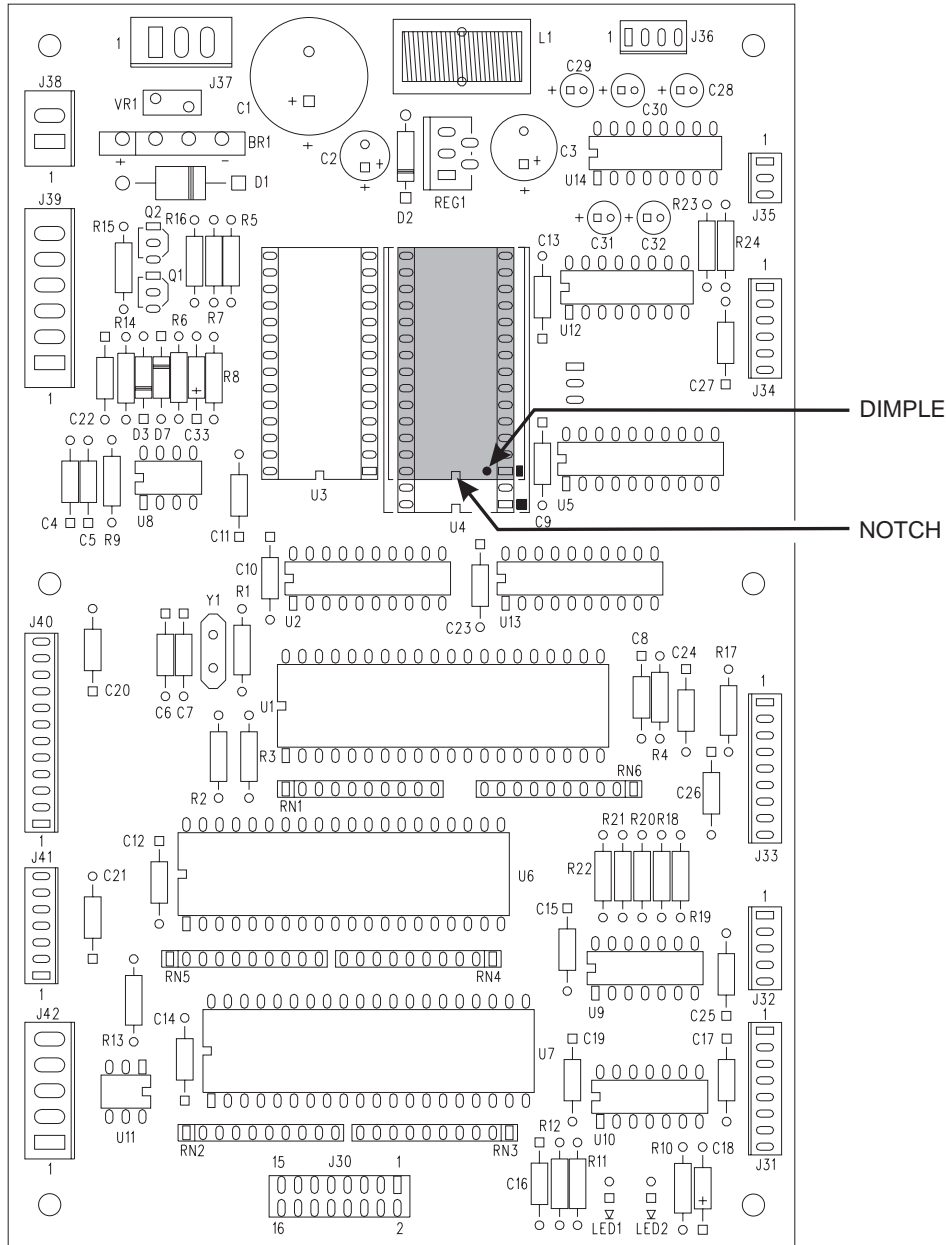 1 J37
L1
1 J36
J38
VR1
C1
+
+
C29
+ + +
C28
C30
BR1
+ -
1
C2
+
+
D2
REG1
C3
+
+
U14
1
J35
D1
J39
R15
Q2
R16
R5
Q1
R7
C13
+ +
C31 C32
R23
R24
U12
1
J34
R14
R6
R8
+
C27
DIMPLE
1
C22
D3 D7 C33
U3
U4
C9
U5
NOTCH
C4
C5
R9
U8
C11
C10
U2
C23
U13
J40
R1
Y1
C20
C6 C7
U1
C8
C24
R17
1
R4
R3
R2
RN1
RN6
C26
J33
1
J41
C12
U6
R21 R20 R18
R22
R19
C21
C15
1
J32
RN5
RN4
U9
C25
1
J42
R13
C14
U7
C19
C17
1
U11
U10
J31
RN2
RN3
R12
R11
R10
C18
+
1
15 J30 1
16 2
C16
LED1 LED2